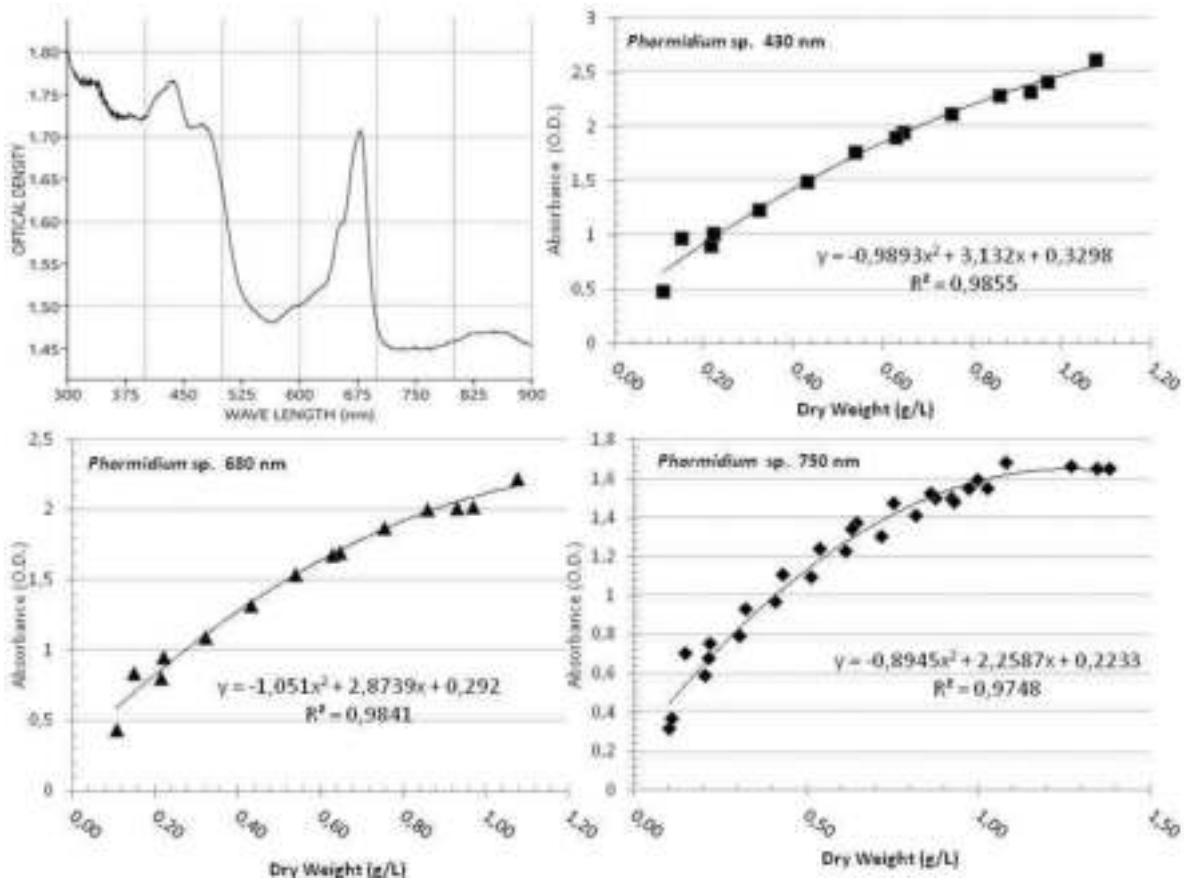 1.80
1.75
1.70
1.65
1.60
1.55
1.50
1.45
OPTICAL DENSITY
300 375 450 525 600 675 750 825 900
WAVE LENGTH (nm)
Phormidium sp. 430 nm
3
2.5
2
1.5
1
0.5
0
Absorbance (O.D.)
y = -0,9893x² + 3,132x + 0,3298
R² = 0,9855
0,00 0,20 0,40 0,60 0,80 1,00 1,20
Dry Weight (g/L)
Phormidium sp. 680 nm
2,5
2
1,5
1
0,5
0
Absorbance (O.D.)
y = -1,051x² + 2,8739x + 0,292
R² = 0,9841
0,00 0,20 0,40 0,60 0,80 1,00 1,20
Dry Weight (g/L)
Phormidium sp. 750 nm
1,8
1,6
1,4
1,2
1
0,8
0,6
0,4
0,2
0
Absorbance (O.D.)
y = -0,8945x² + 2,2587x + 0,2233
R² = 0,9748
0,00 0,50 1,00 1,50
Dry Weight (g/L)